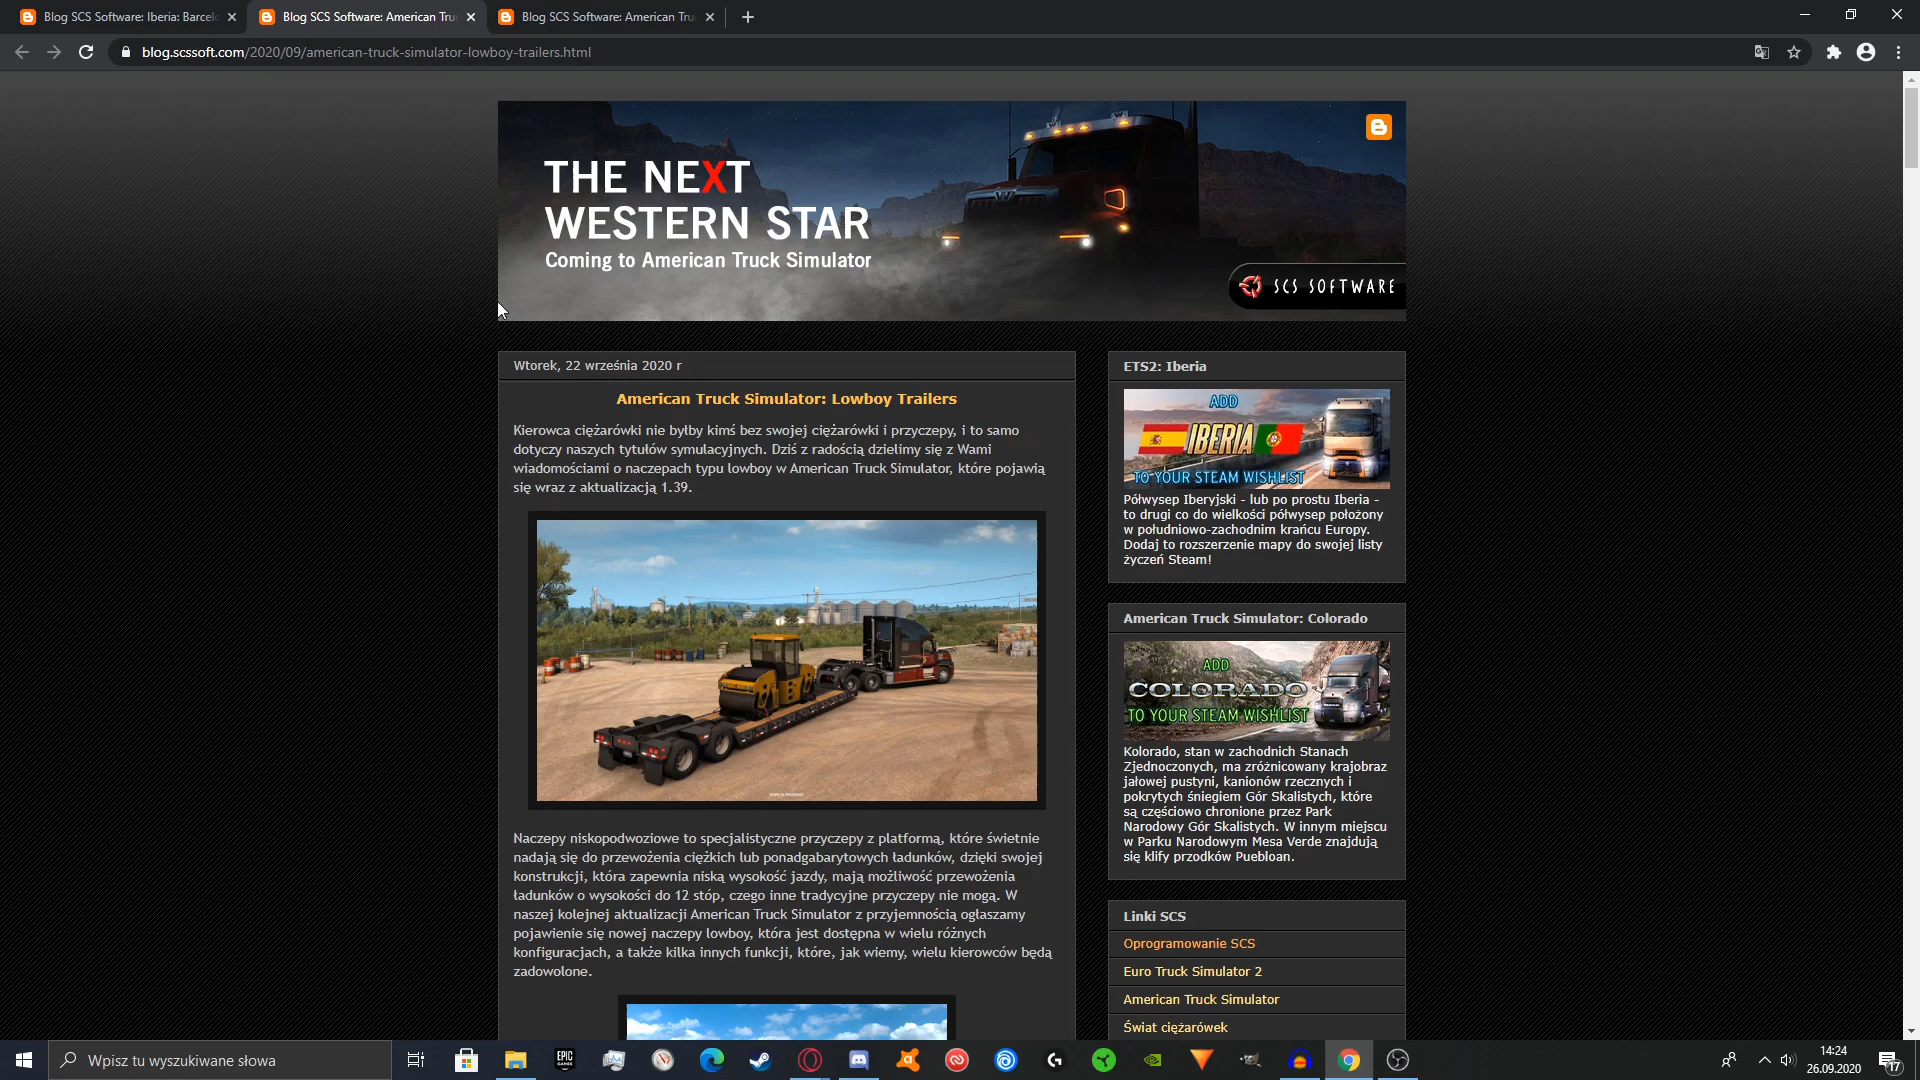 Blog SCS Software: Iberia: Barcel
Blog SCS Software: American Tru
Blog SCS Software: American Tru
blog.scssoft.com/2020/09/american-truck-simulator-lowboy-trailers.html
THE NEXT
WESTERN STAR
Coming to American Truck Simulator
SCS SOFTWARE
Wtorek, 22 września 2020 r
American Truck Simulator: Lowboy Trailers
Kierowca ciężarówki nie byłby kimś bez swojej ciężarówki i przyczepy, i to samo
dotyczy naszych tytułów symulacyjnych. Dziś z radością dzielimy się z Wami
wiadomościami o naczepach typu lowboy w American Truck Simulator, które pojawią
się wraz z aktualizacją 1.39.
Naczepy niskopodwoziowe to specjalistyczne przyczepy z platformą, które świetnie
nadają się do przewożenia ciężkich lub ponadgabarytowych ładunków, dzięki swojej
konstrukcji, która zapewnia niską wysokość jazdy, mają możliwość przewożenia
ładunków o wysokości do 12 stóp, czego inne tradycyjne przyczepy nie mogą. W
naszej kolejnej aktualizacji American Truck Simulator z przyjemnością ogłaszamy
pojawienie się nowej naczepy lowboy, która jest dostępna w wielu różnych
konfiguracjach, a także kilka innych funkcji, które, jak wiemy, wielu kierowców będą
zadowolone.
ETS2: Iberia
ADD
IBERIA
TO YOUR STEAM WISHLIST
Półwysep Iberyjski - lub po prostu Iberia -
to drugi co do wielkości półwysep położony
w południowo-zachodnim krańcu Europy.
Dodaj to rozszerzenie mapy do swojej listy
życzeń Steam!
American Truck Simulator: Colorado
ADD
COLORADO
TO YOUR STEAM WISHLIST
Kolorado, stan w zachodnich Stanach
Zjednoczonych, ma zróżnicowany krajobraz
jałowej pustyni, kanionów rzecznych i
pokrytych śniegiem Gór Skalistych, które
są częściowo chronione przez Park
Narodowy Gór Skalistych. W innym miejscu
w Parku Narodowym Mesa Verde znajdują
się klify przodków Puebloan.
Linki SCS
Oprogramowanie SCS
Euro Truck Simulator 2
American Truck Simulator
Świat ciężarówek
Wpisz tu wyszukiwane słowa
EPIC
GAMES
14:24
26.09.2020
17